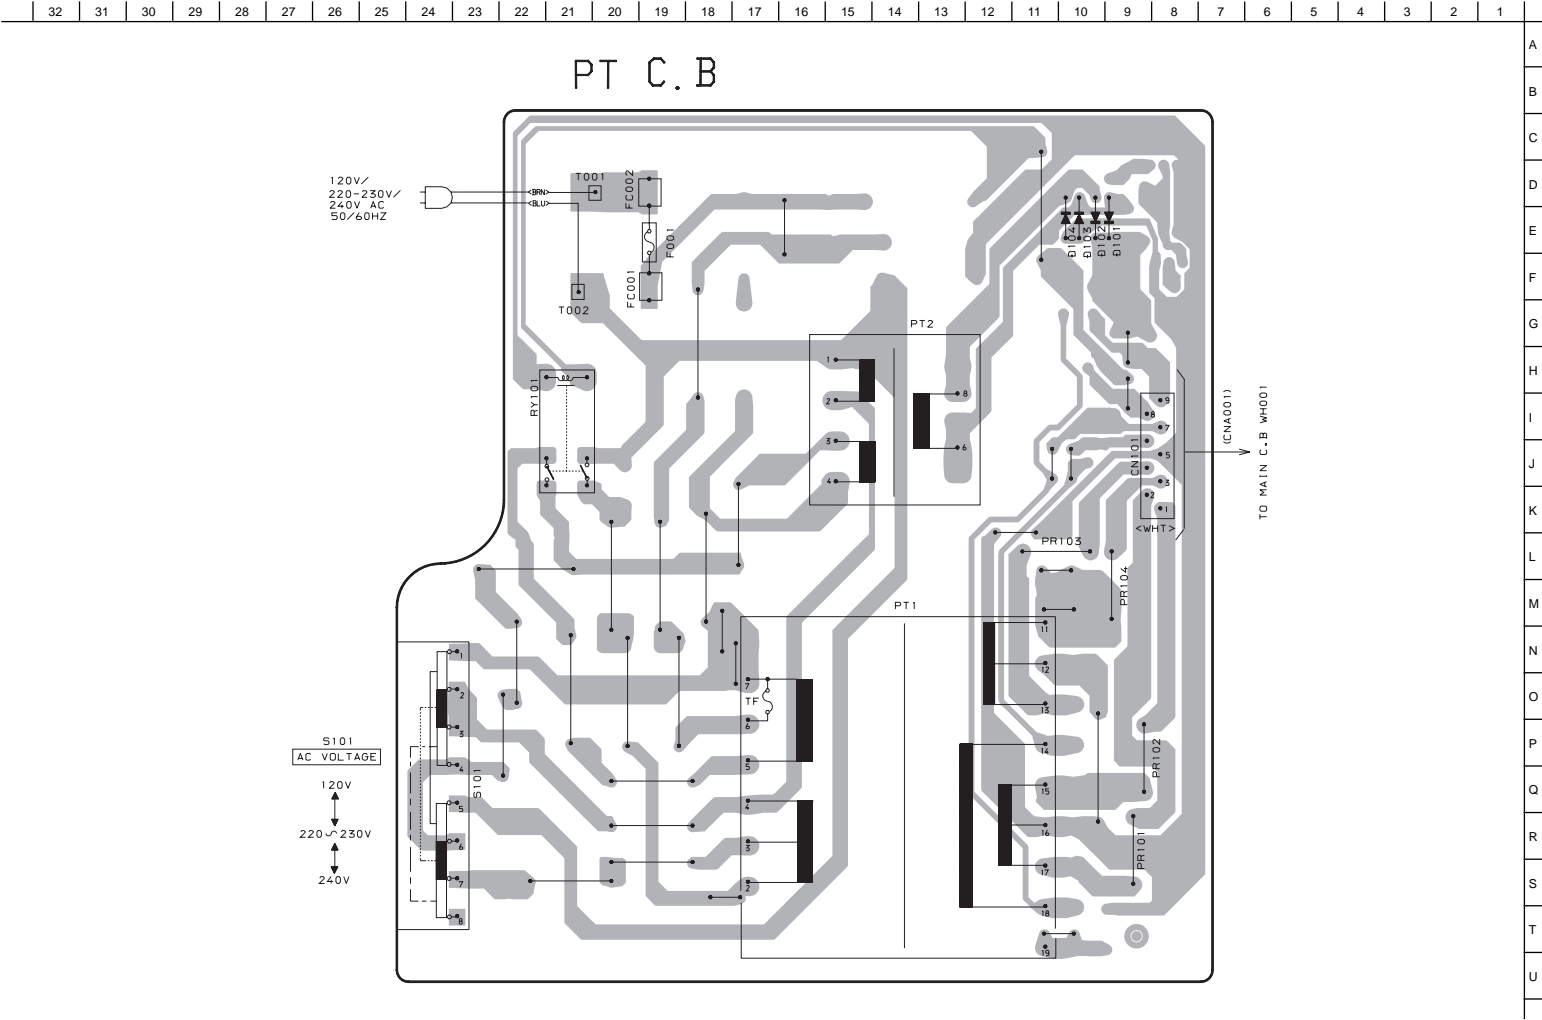 32 31 30 29 28 27 26 25 24 23 22 21 20 19 18 17 16 15 14 13 12 11 10 9 8 7 6 5 4 3 2 1
A
B
C
D
E
F
G
H
I
J
K
L
M
N
O
P
Q
R
S
T
U
PT C.B
120V/
220-230V/
240V AC
50/60HZ
<BRN>
<BLU>
T001
FC002
F001
FC001
T002
D104
D103
D102
D101
PT2
1
2
3
4
8
6
RY101
CN101
9
8
7
5
3
2
1
<WHT>
(CNA001)
TO MAIN C.B WH001
PR103
PR104
PT1
11
12
13
14
15
16
17
18
19
7
TF
6
5
4
3
2
PR102
PR101
1
2
3
4
5
6
7
8
S101
S101
AC VOLTAGE
120V
220∽230V
240V